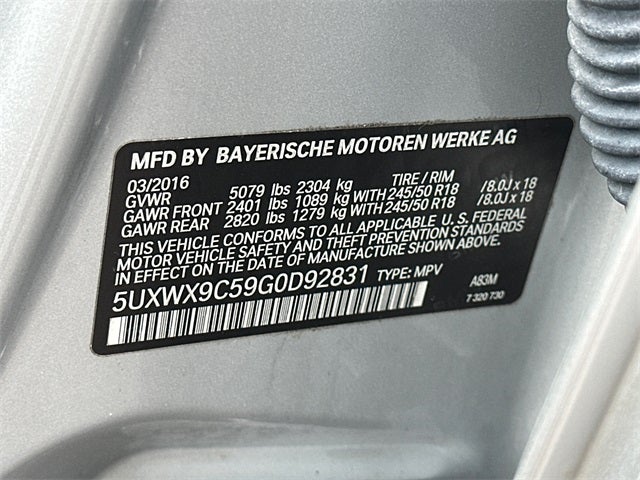 MFD BY BAYERISCHE MOTOREN WERKE AG
03/2016 TIRE / RIM
GVWR 5079 lbs 2304 kg
GAWR FRONT 2401 lbs 1089 kg WITH 245/50 R18 /8.0J x 18
GAWR REAR 2820 lbs 1279 kg WITH 245/50 R18 /8.0J x 18
THIS VEHICLE CONFORMS TO ALL APPLICABLE U. S. FEDERAL
MOTOR VEHICLE SAFETY AND THEFT PREVENTION STANDARDS
IN EFFECT ON THE DATE OF MANUFACTURE SHOWN ABOVE.
5UXWX9C59G0D92831 TYPE: MPV A83M
7 320 730